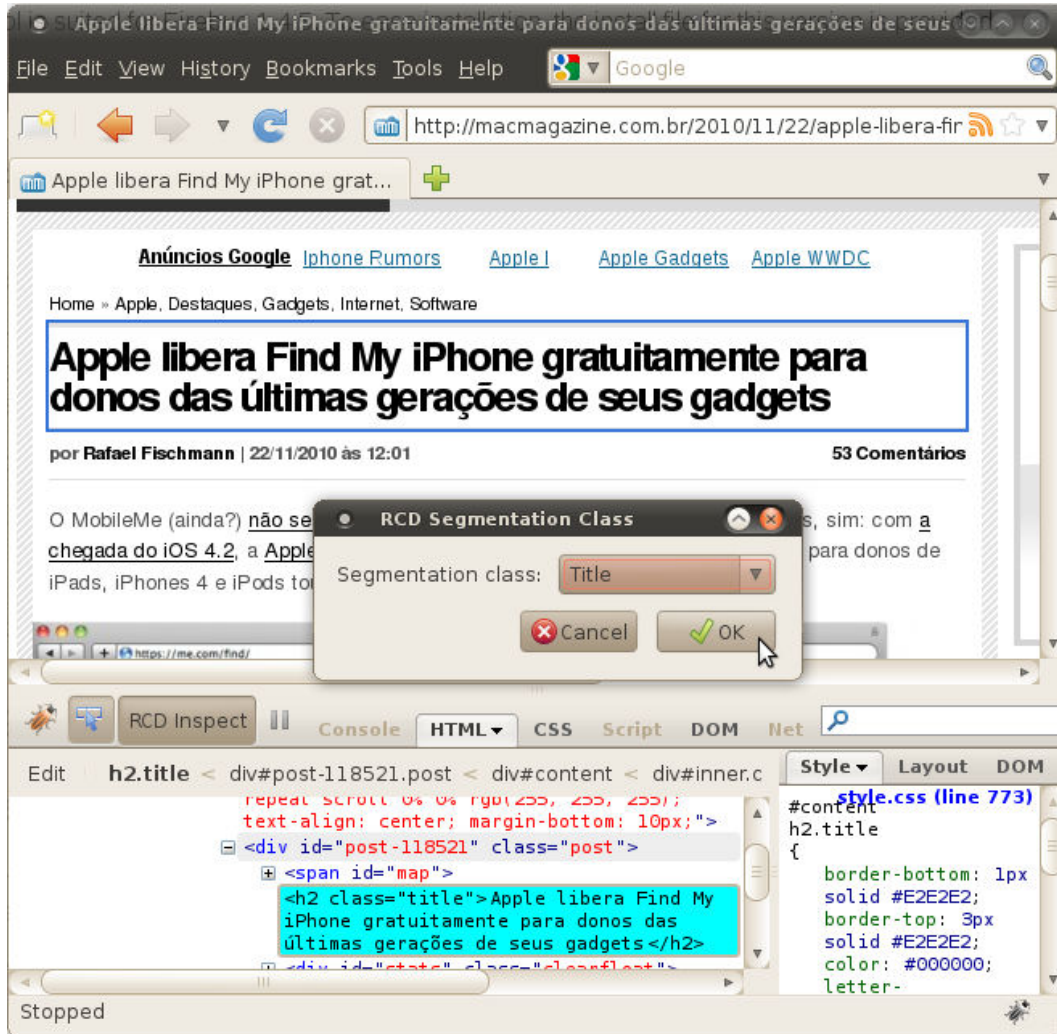 Apple libera Find My iPhone gratuitamente para donos das últimas gerações de seus
File Edit View History Bookmarks Tools Help Google
http://macmagazine.com.br/2010/11/22/apple-libera-fir
Apple libera Find My iPhone grat...
Anúncios Google Iphone Rumors Apple I Apple Gadgets Apple WWDC
Home » Apple, Destaques, Gadgets, Internet, Software
Apple libera Find My iPhone gratuitamente para
donos das últimas gerações de seus gadgets
por Rafael Fischmann | 22/11/2010 às 12:01 53 Comentários
O MobileMe (ainda?) não se s, sim: com a
chegada do iOS 4.2, a Apple para donos de
iPads, iPhones 4 e iPods tou
RCD Segmentation Class
Segmentation class: Title
Cancel OK
https://me.com/find/
RCD Inspect Console HTML CSS Script DOM Net
Edit h2.title < div#post-118521.post < div#content < div#inner.c
repeat scroll 0% 0% rgb(255, 255, 255);
text-align: center; margin-bottom: 10px;">
<div id="post-118521" class="post">
<span id="map">
<h2 class="title">Apple libera Find My
iPhone gratuitamente para donos das
últimas gerações de seus gadgets</h2>
<div id="stats" class="clearfloat">
Style Layout DOM
style.css (line 773)
#content
h2.title
{
border-bottom: 1px
solid #E2E2E2;
border-top: 3px
solid #E2E2E2;
color: #000000;
letter-
Stopped